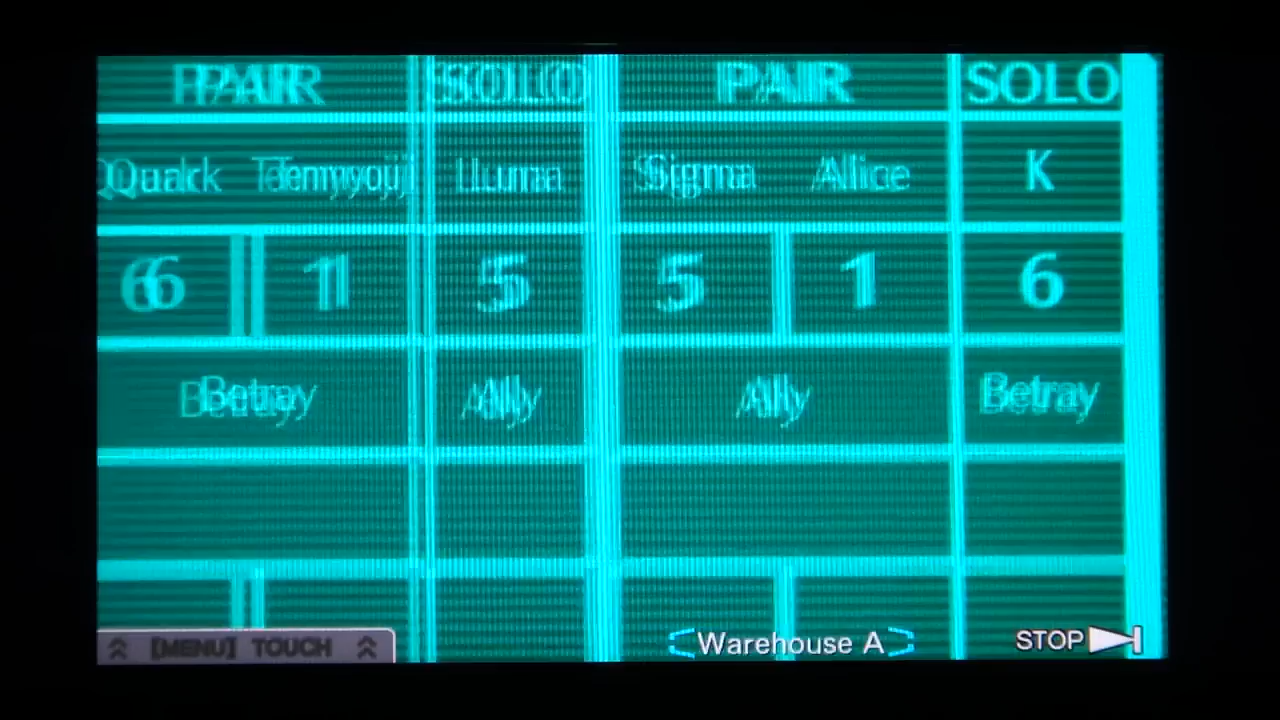 PAIR SOLO PAIR SOLO
Quark Tenmyouji Luna Sigma Alice K
6 1 5 5 1 6
Betray Ally Ally Betray
[MENU] TOUCH Warehouse A STOP